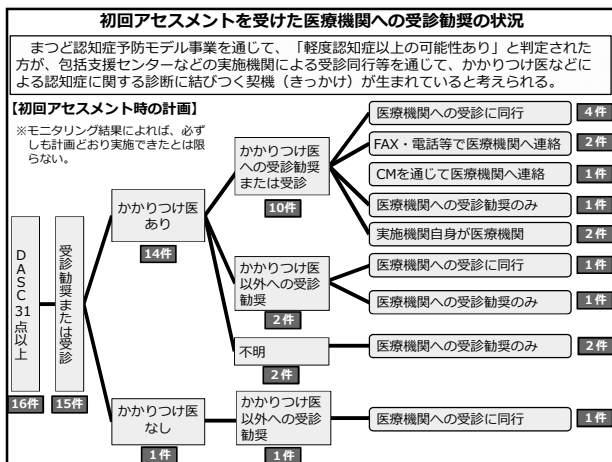 初回アセスメントを受けた医療機関への受診勧奨の状況
まつど認知症予防モデル事業を通じて、「軽度認知症以上の可能性あり」と判定された
方が、包括支援センターなどの実施機関による受診同行等を通じて、かかりつけ医などに
よる認知症に関する診断に結びつく契機（きっかけ）が生まれていると考えられる。
【初回アセスメント時の計画】
※モニタリング結果によれば、必ず
しも計画どおり実施できたとは限
らない。
DASC31点以上
16件
受診勧奨または受診
15件
かかりつけ医
あり
14件
かかりつけ医
への受診勧奨
または受診
10件
医療機関への受診に同行
4件
FAX・電話等で医療機関へ連絡
2件
CMを通じて医療機関へ連絡
1件
医療機関への受診勧奨のみ
1件
実施機関自身が医療機関
2件
かかりつけ医
以外への受診
勧奨
2件
医療機関への受診に同行
1件
医療機関への受診勧奨のみ
1件
不明
2件
医療機関への受診勧奨のみ
2件
かかりつけ医
なし
1件
かかりつけ医
以外への受診
勧奨
1件
医療機関への受診に同行
1件